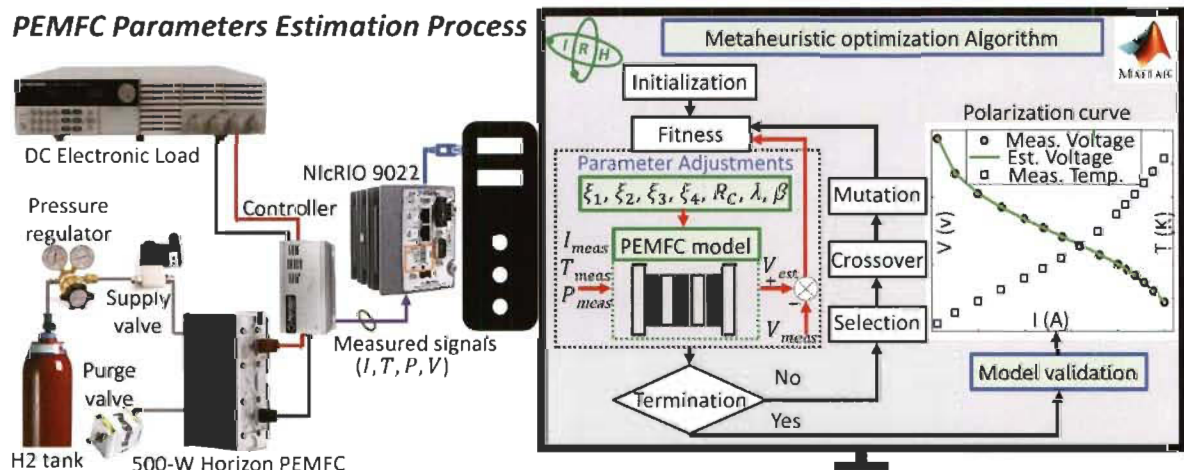 PEMFC Parameters Estimation Process
DC Electronic Load
NIcRIO 9022
Controller
Pressure
regulator
Supply
valve
Measured signals
(I, T, P, V)
Purge
valve
H2 tank
500-W Horizon PEMFC
I R H
Metaheuristic optimization Algorithm
MATLAB
Initialization
Fitness
Parameter Adjustments
ξ1, ξ2, ξ3, ξ4, RC, λ, β
PEMFC model
Imeas
Tmeas
Pmeas
Vest
+
−
Vmeas
Termination
No
Yes
Mutation
Crossover
Selection
Polarization curve
Meas. Voltage
Est. Voltage
Meas. Temp.
V (v)
T (K)
I (A)
Model validation